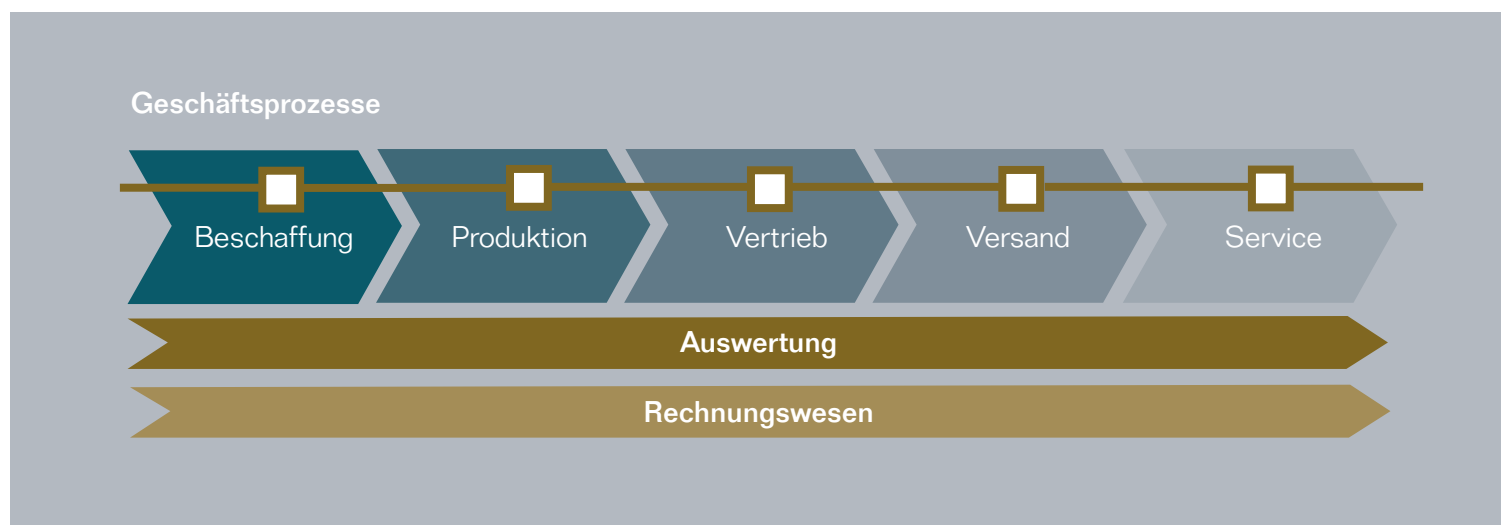 Geschäftsprozesse
Beschaffung
Produktion
Vertrieb
Versand
Service
Auswertung
Rechnungswesen